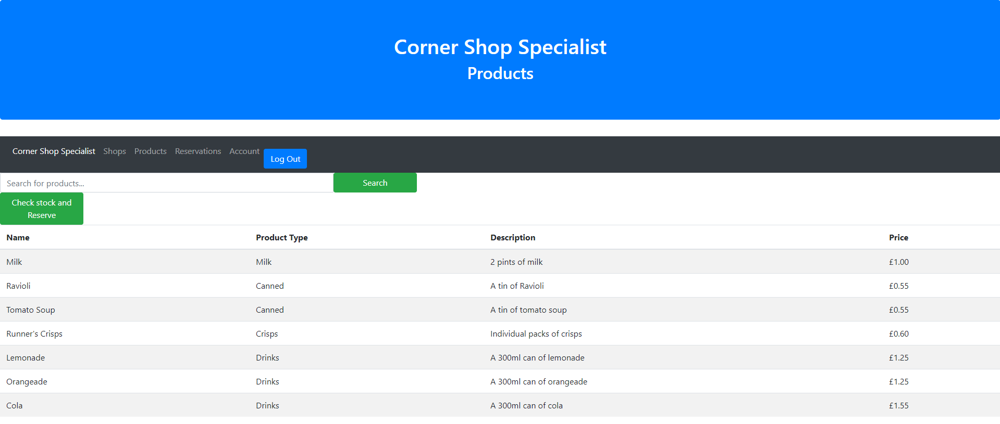 Corner Shop Specialist
Products
Corner Shop Specialist Shops Products Reservations Account Log Out
Search for products... Search
Check stock and
Reserve
Name Product Type Description Price
Milk Milk 2 pints of milk £1.00
Ravioli Canned A tin of Ravioli £0.55
Tomato Soup Canned A tin of tomato soup £0.55
Runner's Crisps Crisps Individual packs of crisps £0.60
Lemonade Drinks A 300ml can of lemonade £1.25
Orangeade Drinks A 300ml can of orangeade £1.25
Cola Drinks A 300ml can of cola £1.55